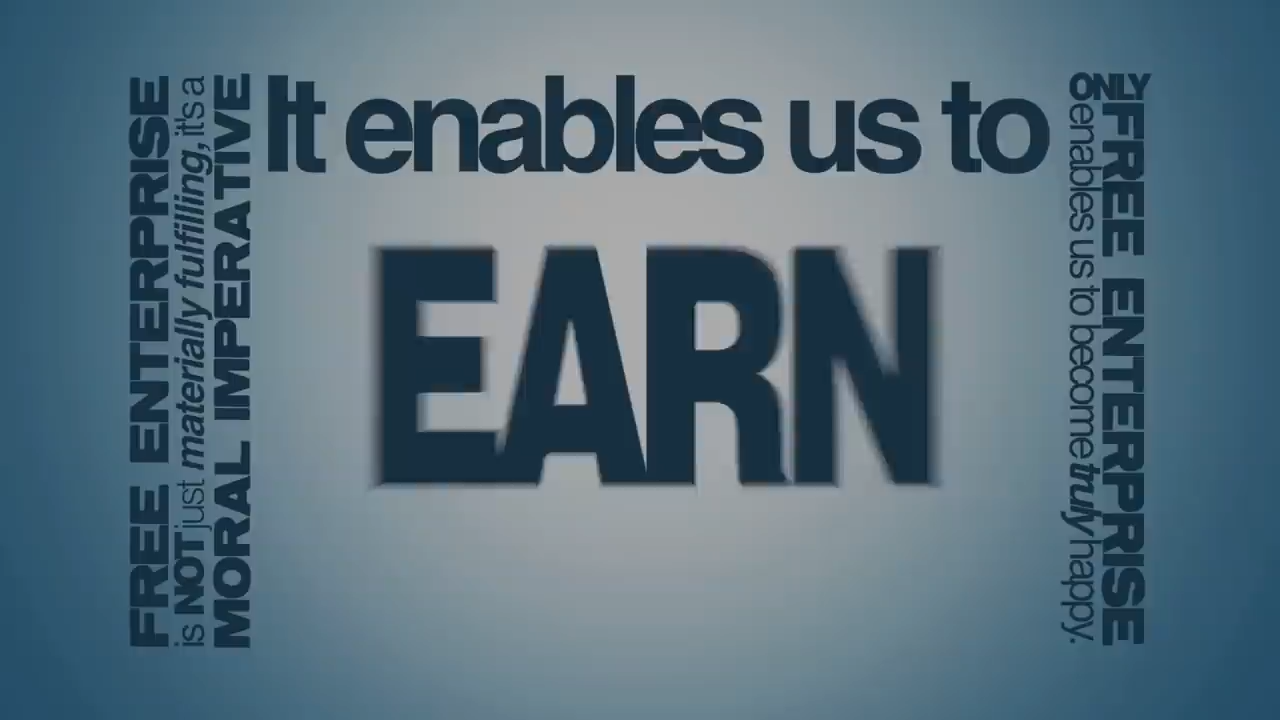 FREE ENTERPRISE
is NOT just materially fulfilling, it's a
MORAL IMPERATIVE
It enables us to
EARN
ONLY FREE ENTERPRISE
enables us to become truly happy.